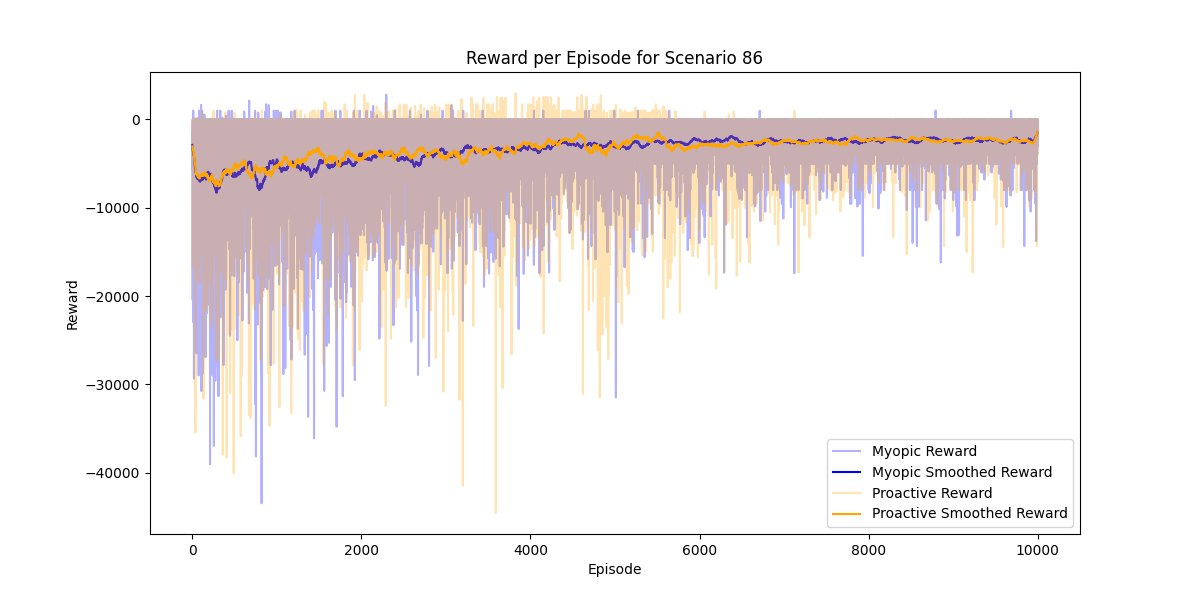 Reward per Episode for Scenario 86
Reward
0
−10000
−20000
−30000
−40000
0
2000
4000
6000
8000
10000
Episode
Myopic Reward
Myopic Smoothed Reward
Proactive Reward
Proactive Smoothed Reward